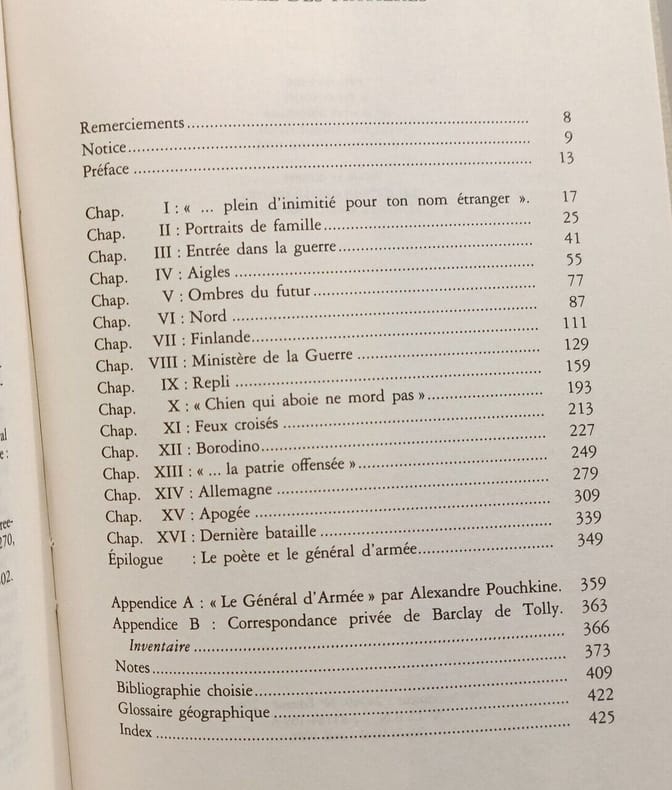 Remerciements 8
Notice 9
Préface 13
Chap. I : « ... plein d'inimitié pour ton nom étranger ». 17
Chap. II : Portraits de famille 25
Chap. III : Entrée dans la guerre 41
Chap. IV : Aigles 55
Chap. V : Ombres du futur 77
Chap. VI : Nord 87
Chap. VII : Finlande 111
Chap. VIII : Ministère de la Guerre 129
Chap. IX : Repli 159
Chap. X : « Chien qui aboie ne mord pas » 193
Chap. XI : Feux croisés 213
Chap. XII : Borodino 227
Chap. XIII : « ... la patrie offensée » 249
Chap. XIV : Allemagne 279
Chap. XV : Apogée 309
Chap. XVI : Dernière bataille 339
Épilogue : Le poète et le général d'armée 349
Appendice A : « Le Général d'Armée » par Alexandre Pouchkine. 359
Appendice B : Correspondance privée de Barclay de Tolly. 363
Inventaire 366
Notes 373
Bibliographie choisie 409
Glossaire géographique 422
Index 425